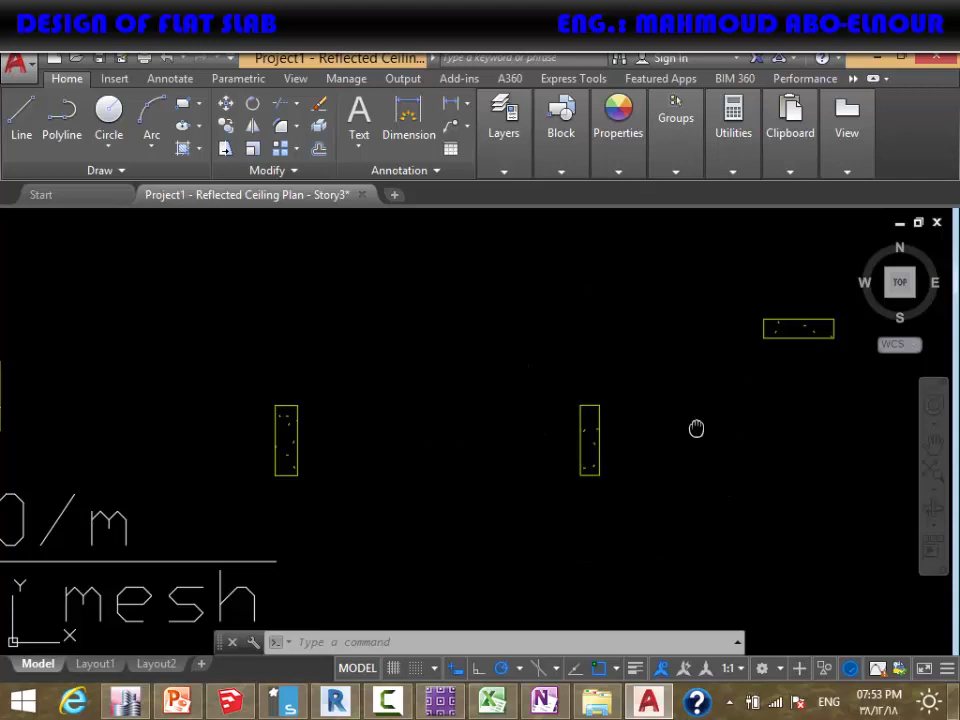 DESIGN OF FLAT SLAB
ENG.: MAHMOUD ABO-ELNOUR
Project1 - Reflected Ceilin...
Type a keyword or phrase
Sign In
Home
Insert
Annotate
Parametric
View
Manage
Output
Add-ins
A360
Express Tools
Featured Apps
BIM 360
Performance
Line
Polyline
Circle
Arc
Text
Dimension
Layers
Block
Properties
Groups
Utilities
Clipboard
View
Draw
Modify
Annotation
Start
Project1 - Reflected Ceiling Plan - Story3*
N
W
TOP
E
S
WCS
/m
mesh
Y
X
Type a command
Model
Layout1
Layout2
MODEL
1:1
ENG
07:53 PM
٣٨/١٢/١٨